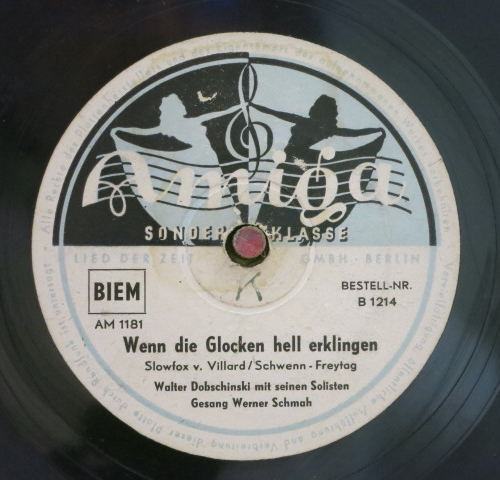 Amiga
SONDER KLASSE
LIED DER ZEIT GMBH · BERLIN
BIEM
BESTELL-NR.
B 1214
AM 1181
Wenn die Glocken hell erklingen
Slowfox v. Villard / Schwenn - Freytag
Walter Dobschinski mit seinen Solisten
Gesang Werner Schmah